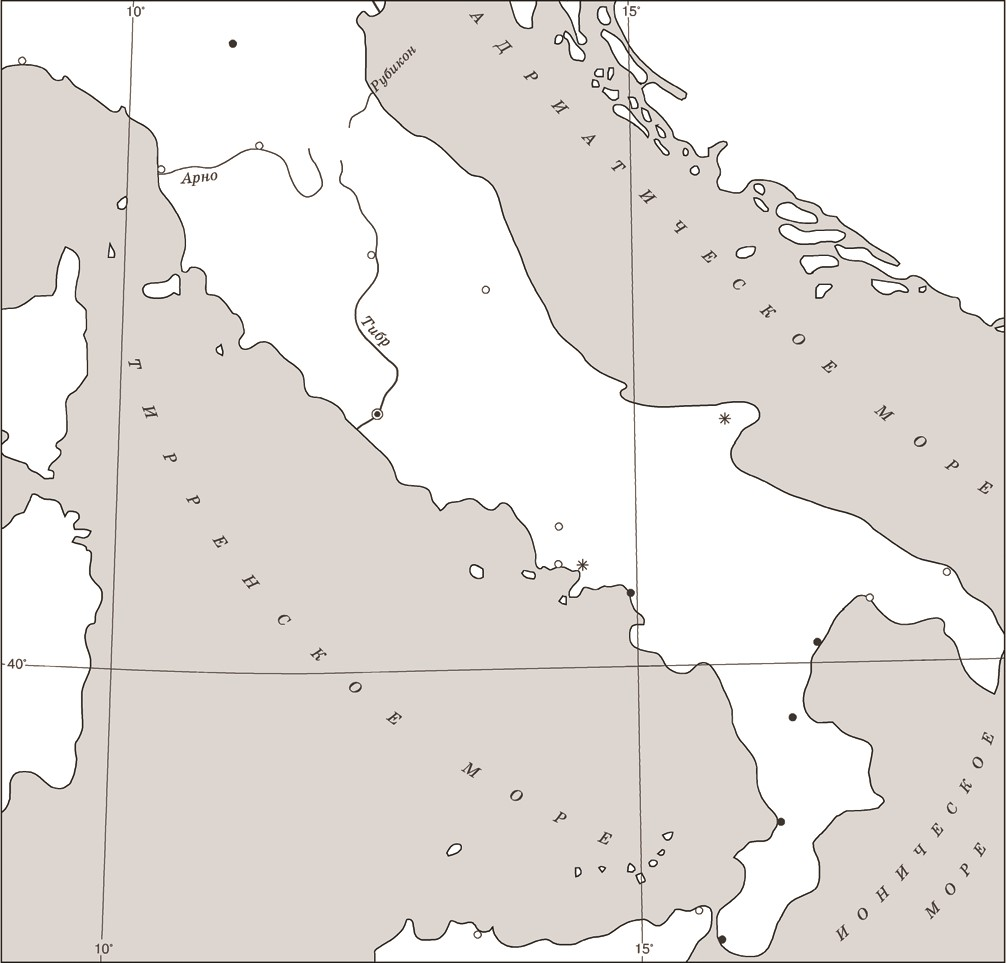 10°
15°
АДРИАТИЧЕСКОЕ МОРЕ
Рубикон
Арно
Тибр
ТИРРЕНСКОЕ МОРЕ
40°
ИОНИЧЕСКОЕ
МОРЕ
10°
15°